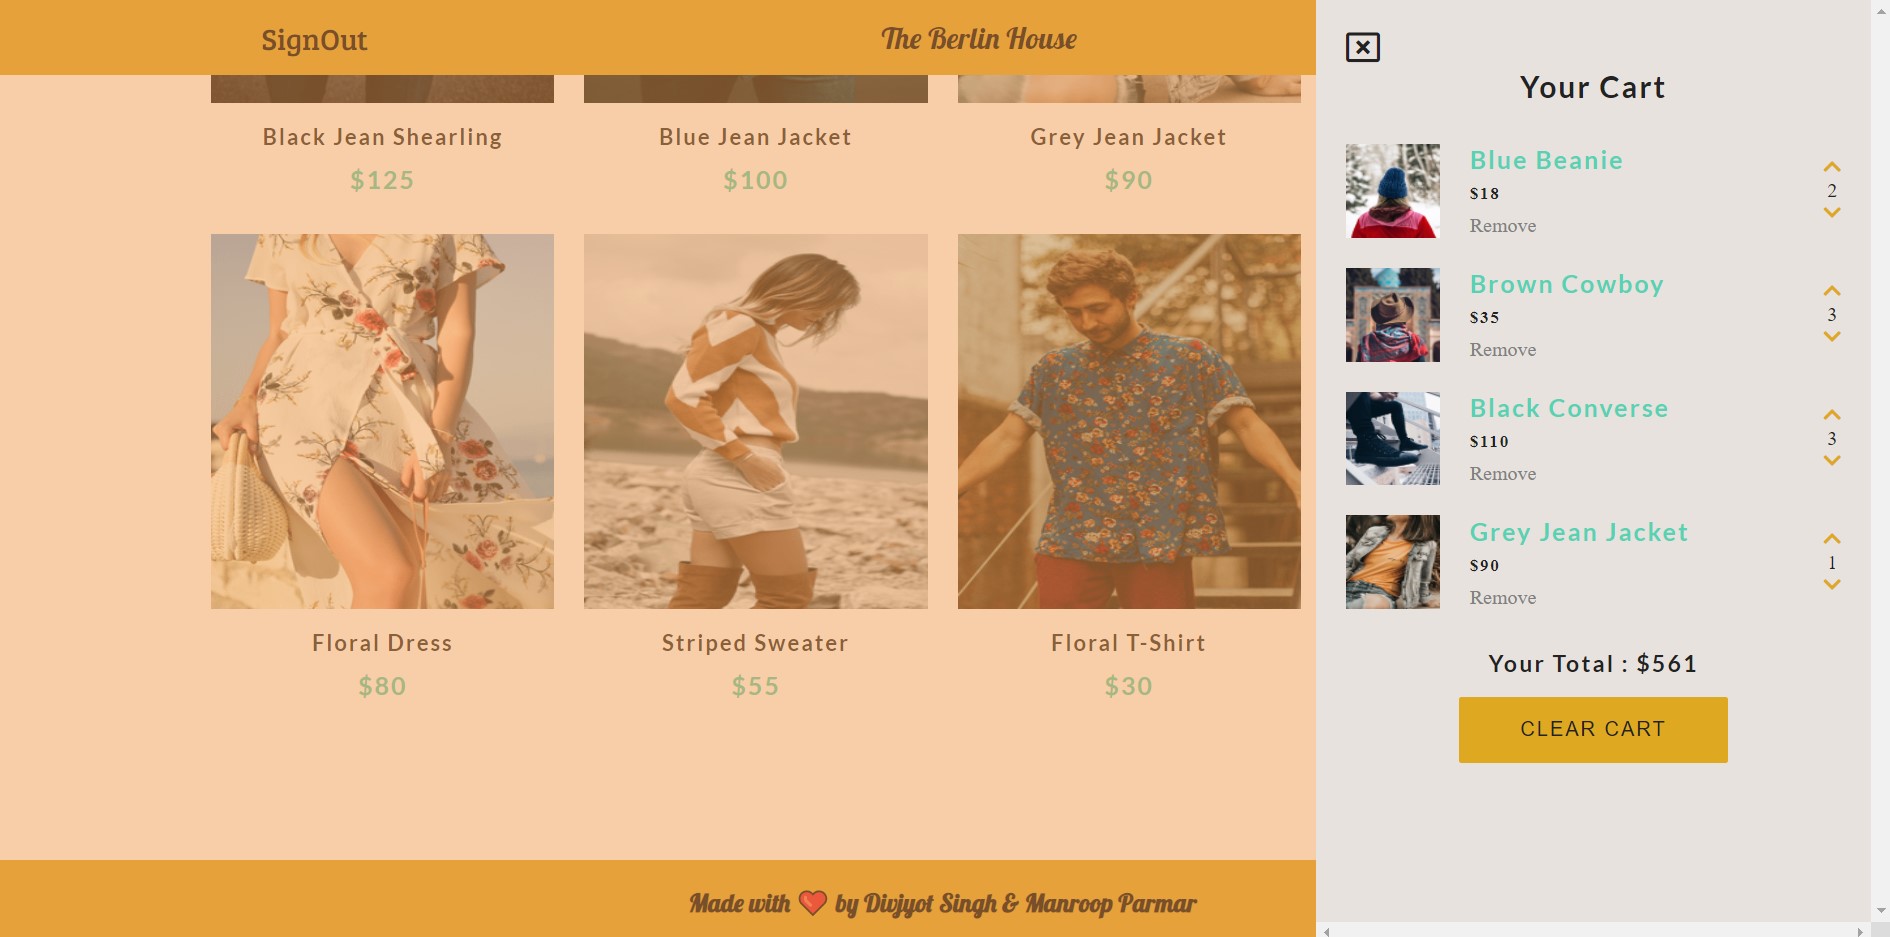 SignOut
The Berlin House
Black Jean Shearling
Blue Jean Jacket
Grey Jean Jacket
$125
$100
$90
Floral Dress
Striped Sweater
Floral T-Shirt
$80
$55
$30
Made with ❤️ by Divjyot Singh & Manroop Parmar
Your Cart
Blue Beanie
$18
Remove
2
Brown Cowboy
$35
Remove
3
Black Converse
$110
Remove
3
Grey Jean Jacket
$90
Remove
1
Your Total : $561
CLEAR CART